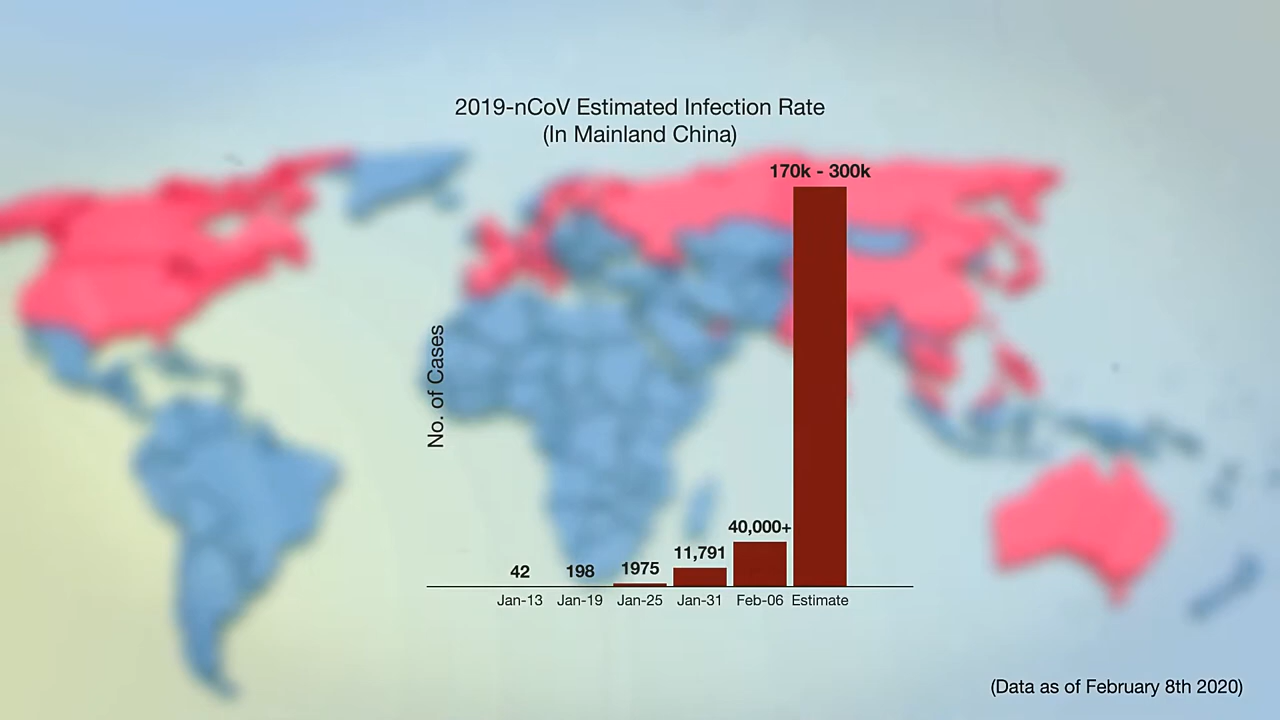 2019-nCoV Estimated Infection Rate
(In Mainland China)
170k - 300k
No. of Cases
40,000+
11,791
1975
198
42
Jan-13 Jan-19 Jan-25 Jan-31 Feb-06 Estimate
(Data as of February 8th 2020)